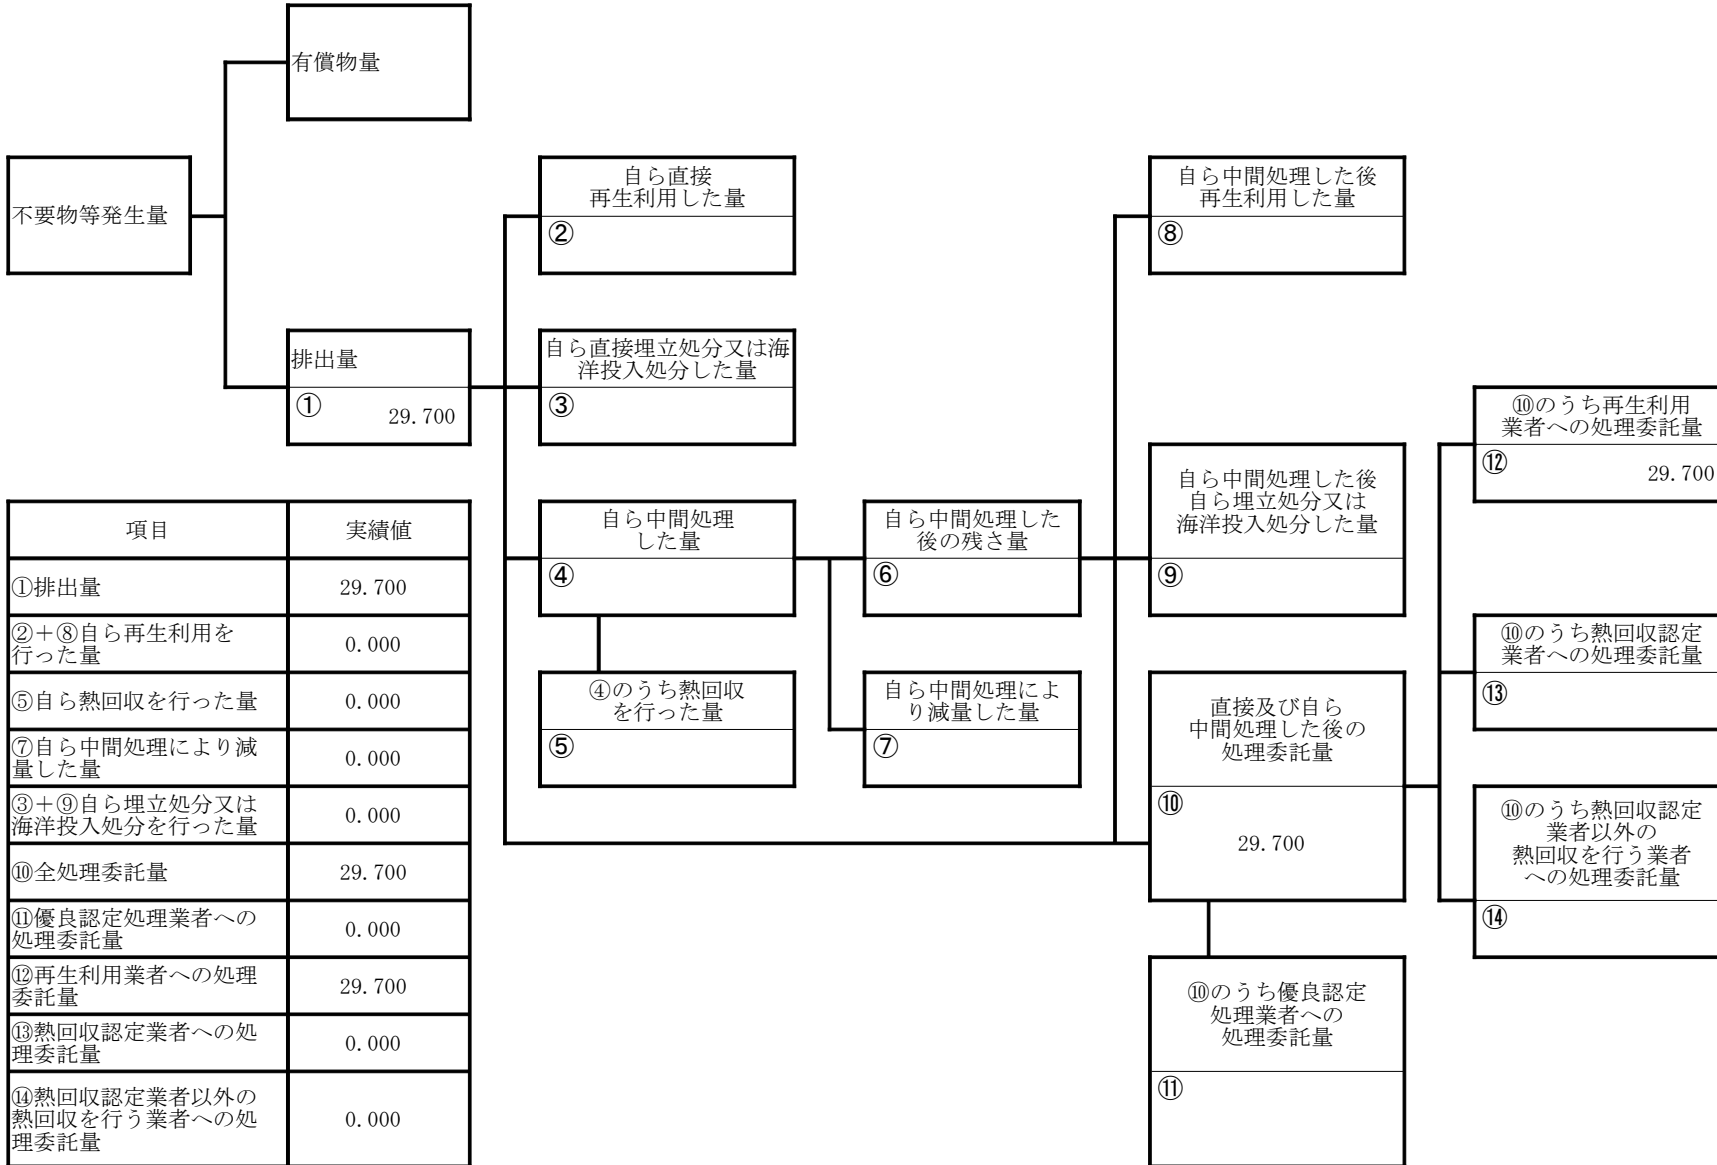 有償物量
不要物等発生量
排出量
①
29.700
自ら直接
再生利用した量
②
自ら直接埋立処分又は海
洋投入処分した量
③
自ら中間処理
した量
④
④のうち熱回収
を行った量
⑤
自ら中間処理した
後の残さ量
⑥
自ら中間処理によ
り減量した量
⑦
自ら中間処理した後
再生利用した量
⑧
自ら中間処理した後
自ら埋立処分又は
海洋投入処分した量
⑨
直接及び自ら
中間処理した後の
処理委託量
⑩
29.700
⑩のうち優良認定
処理業者への
処理委託量
⑪
⑩のうち再生利用
業者への処理委託量
⑫
29.700
⑩のうち熱回収認定
業者への処理委託量
⑬
⑩のうち熱回収認定
業者以外の
熱回収を行う業者
への処理委託量
⑭
項目 実績値
①排出量 29.700
②+⑧自ら再生利用を
行った量 0.000
⑤自ら熱回収を行った量 0.000
⑦自ら中間処理により減
量した量 0.000
③+⑨自ら埋立処分又は
海洋投入処分を行った量 0.000
⑩全処理委託量 29.700
⑪優良認定処理業者への
処理委託量 0.000
⑫再生利用業者への処理
委託量 29.700
⑬熱回収認定業者への処
理委託量 0.000
⑭熱回収認定業者以外の
熱回収を行う業者への処
理委託量 0.000